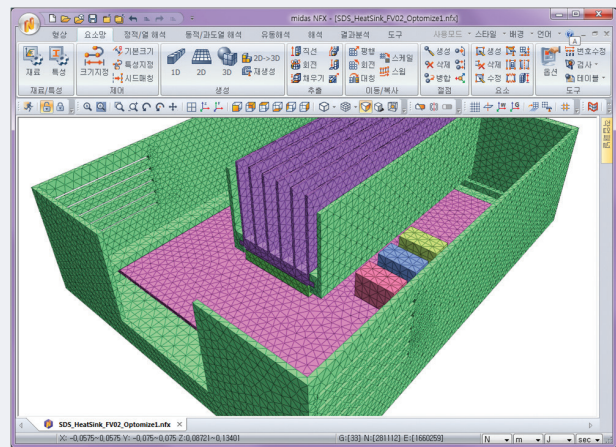 midas NFX - [SDS_HeatSink_FV02_Optomize1.nfx]
형상 요소망 정적/열 해석 동적/과도열 해석 유동해석 해석 결과분석 도구 사용모드 스타일 배경 언어
재료 특성 크기지정 기본크기 특성지정 시드매칭 1D 2D 3D 2D->3D 재생성 직선 회전 채우기 평행 회전 대칭 스케일 스윕 생성 삭제 병합 생성 삭제 수정 옵션 번호수정 검사 테이블
재료/특성 제어 생성 추출 이동/복사 절점 요소 도구
작업패널
SDS_HeatSink_FV02_Optomize1.nfx
X: -0,0575~0,0575 Y: -0,075~0,075 Z:0,08721~0,13401 G:[33] N:[281112] E:[1660259] N m J sec